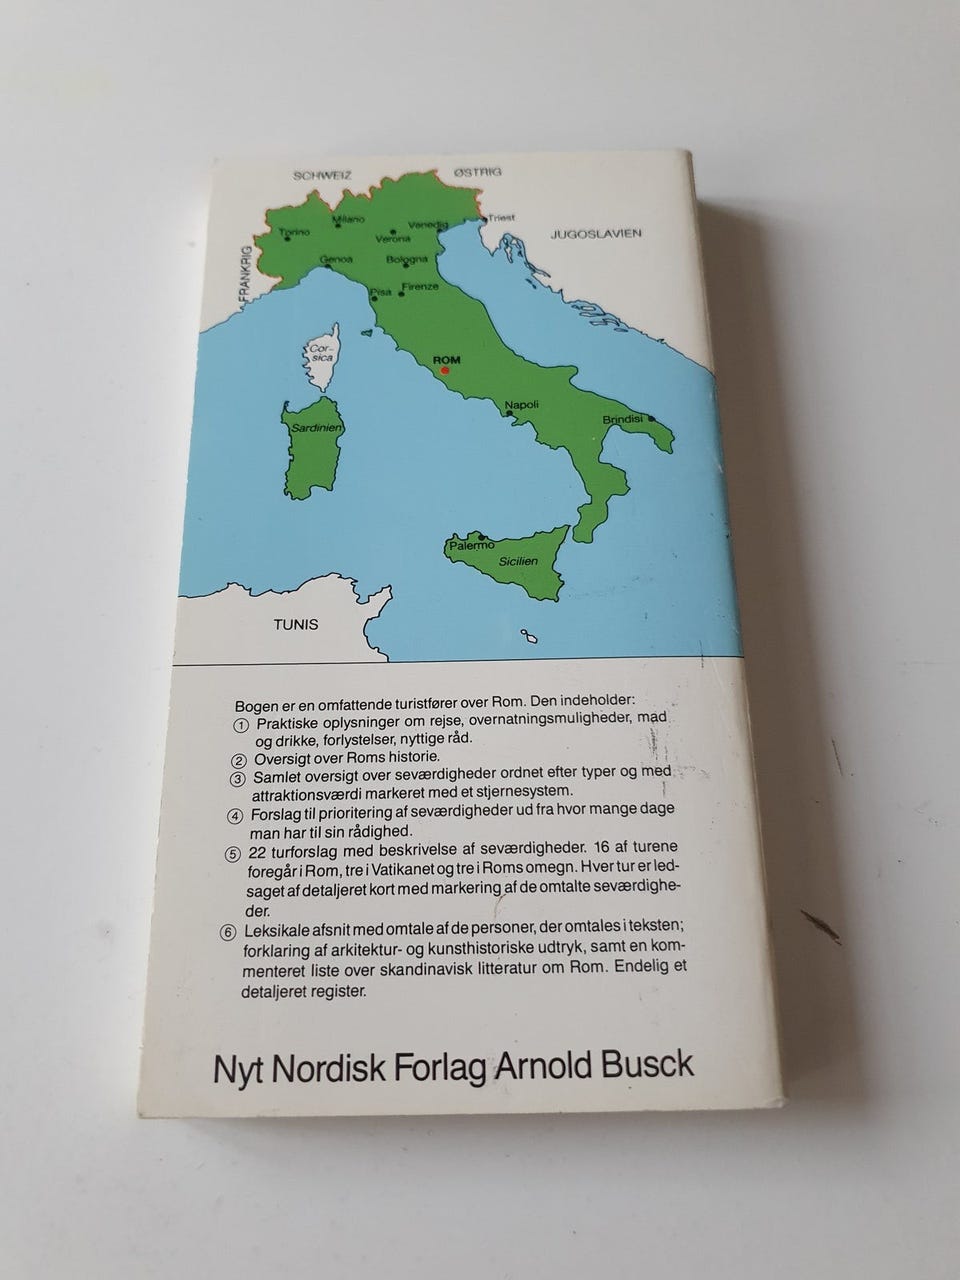 SCHWEIZ
ØSTRIG
Milano
Venedig
Triest
Torino
Verona
JUGOSLAVIEN
FRANKRIG
Genoa
Bologna
Pisa
Firenze
Cor-
sica
ROM
Napoli
Brindisi
Sardinien
Palermo
Sicilien
TUNIS
Bogen er en omfattende turistfører over Rom. Den indeholder:
① Praktiske oplysninger om rejse, overnatningsmuligheder, mad
og drikke, forlystelser, nyttige råd.
② Oversigt over Roms historie.
③ Samlet oversigt over seværdigheder ordnet efter typer og med
attraktionsværdi markeret med et stjernesystem.
④ Forslag til prioritering af seværdigheder ud fra hvor mange dage
man har til sin rådighed.
⑤ 22 turforslag med beskrivelse af seværdigheder. 16 af turene
foregår i Rom, tre i Vatikanet og tre i Roms omegn. Hver tur er led-
saget af detaljeret kort med markering af de omtalte seværdighe-
der.
⑥ Leksikale afsnit med omtale af de personer, der omtales i teksten;
forklaring af arkitektur- og kunsthistoriske udtryk, samt en kom-
menteret liste over skandinavisk litteratur om Rom. Endelig et
detaljeret register.
Nyt Nordisk Forlag Arnold Busck